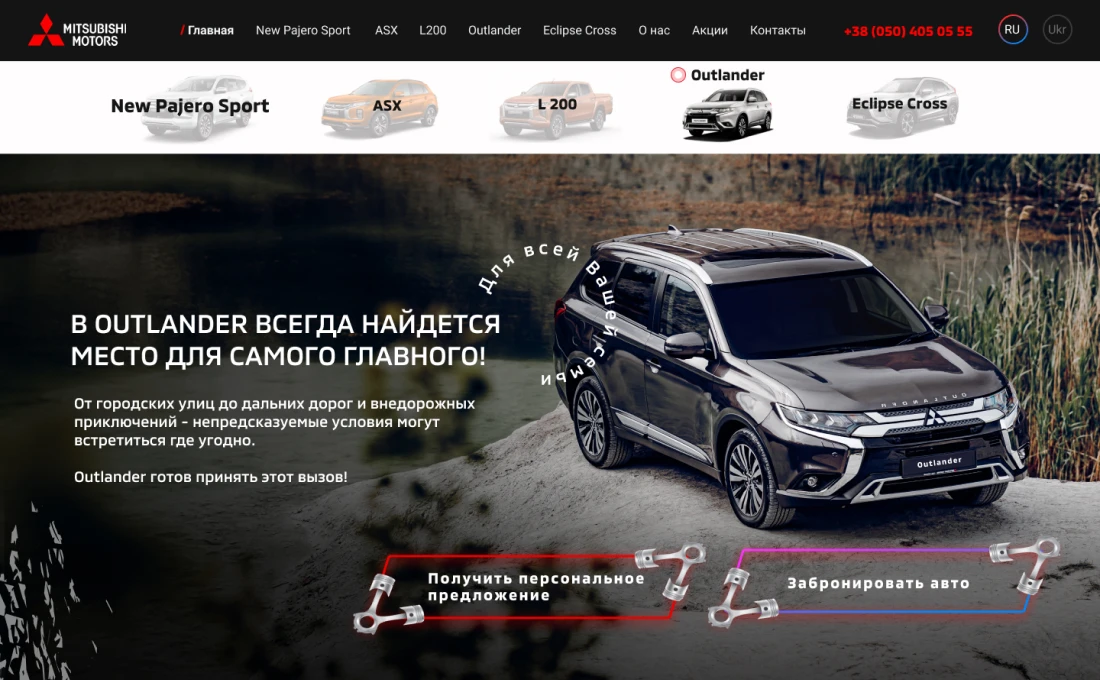 MITSUBISHI
MOTORS
/ Главная
New Pajero Sport
ASX
L200
Outlander
Eclipse Cross
О нас
Акции
Контакты
+38 (050) 405 05 55
RU
Ukr
New Pajero Sport
ASX
L 200
Outlander
Eclipse Cross
Для всей Вашей семьи
В OUTLANDER ВСЕГДА НАЙДЕТСЯ
МЕСТО ДЛЯ САМОГО ГЛАВНОГО!
От городских улиц до дальних дорог и внедорожных
приключений - непредсказуемые условия могут
встретиться где угодно.
Outlander готов принять этот вызов!
OUTLANDER
Outlander
Получить персональное
предложение
Забронировать авто